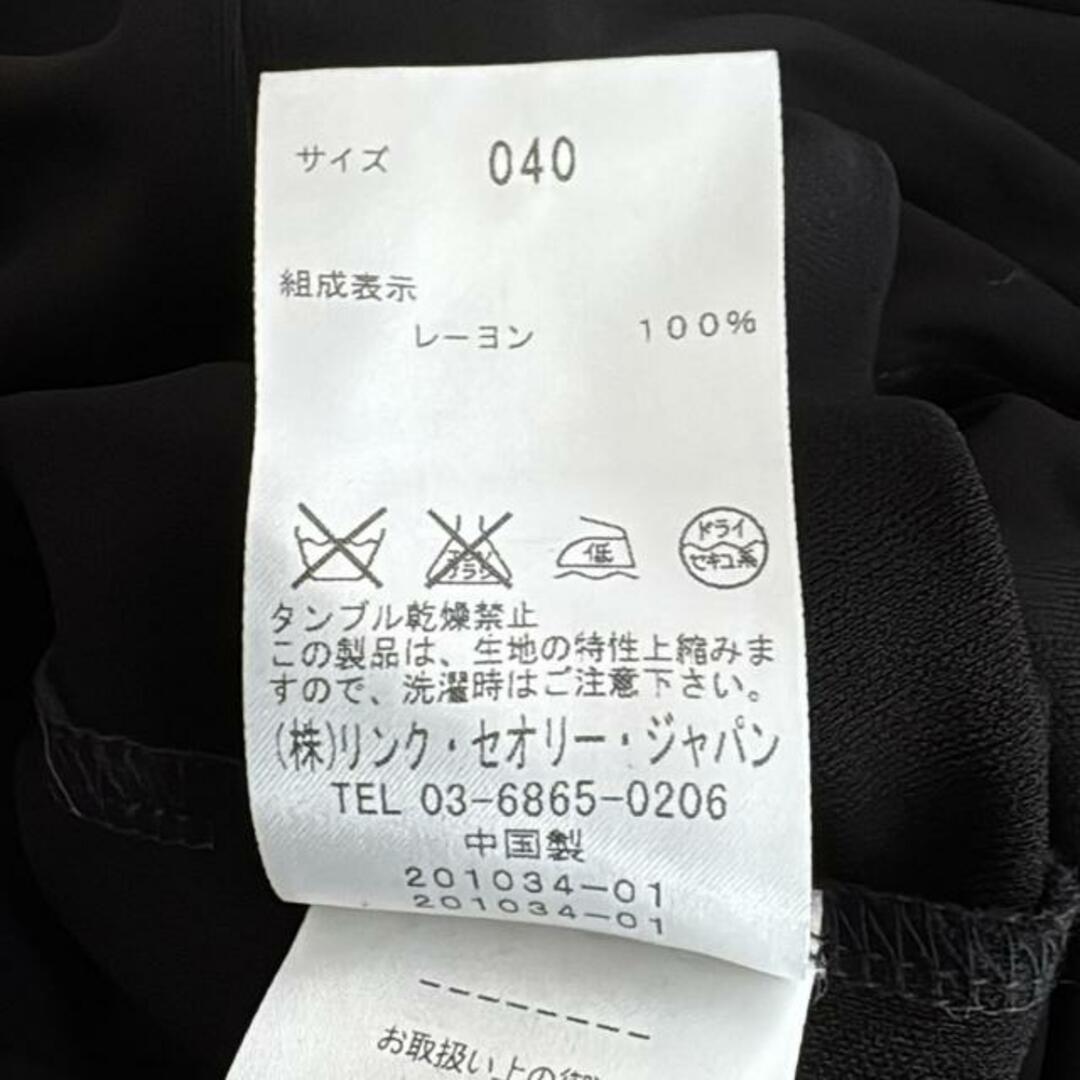 サイズ 040
組成表示
レーヨン 100%
低
ドライ
セキユ系
タンブル乾燥禁止
この製品は、生地の特性上縮みま
すので、洗濯時はご注意下さい。
(株)リンク・セオリー・ジャパン
TEL 03-6865-0206
中国製
201034-01
201034-01
--------
お取扱い上の